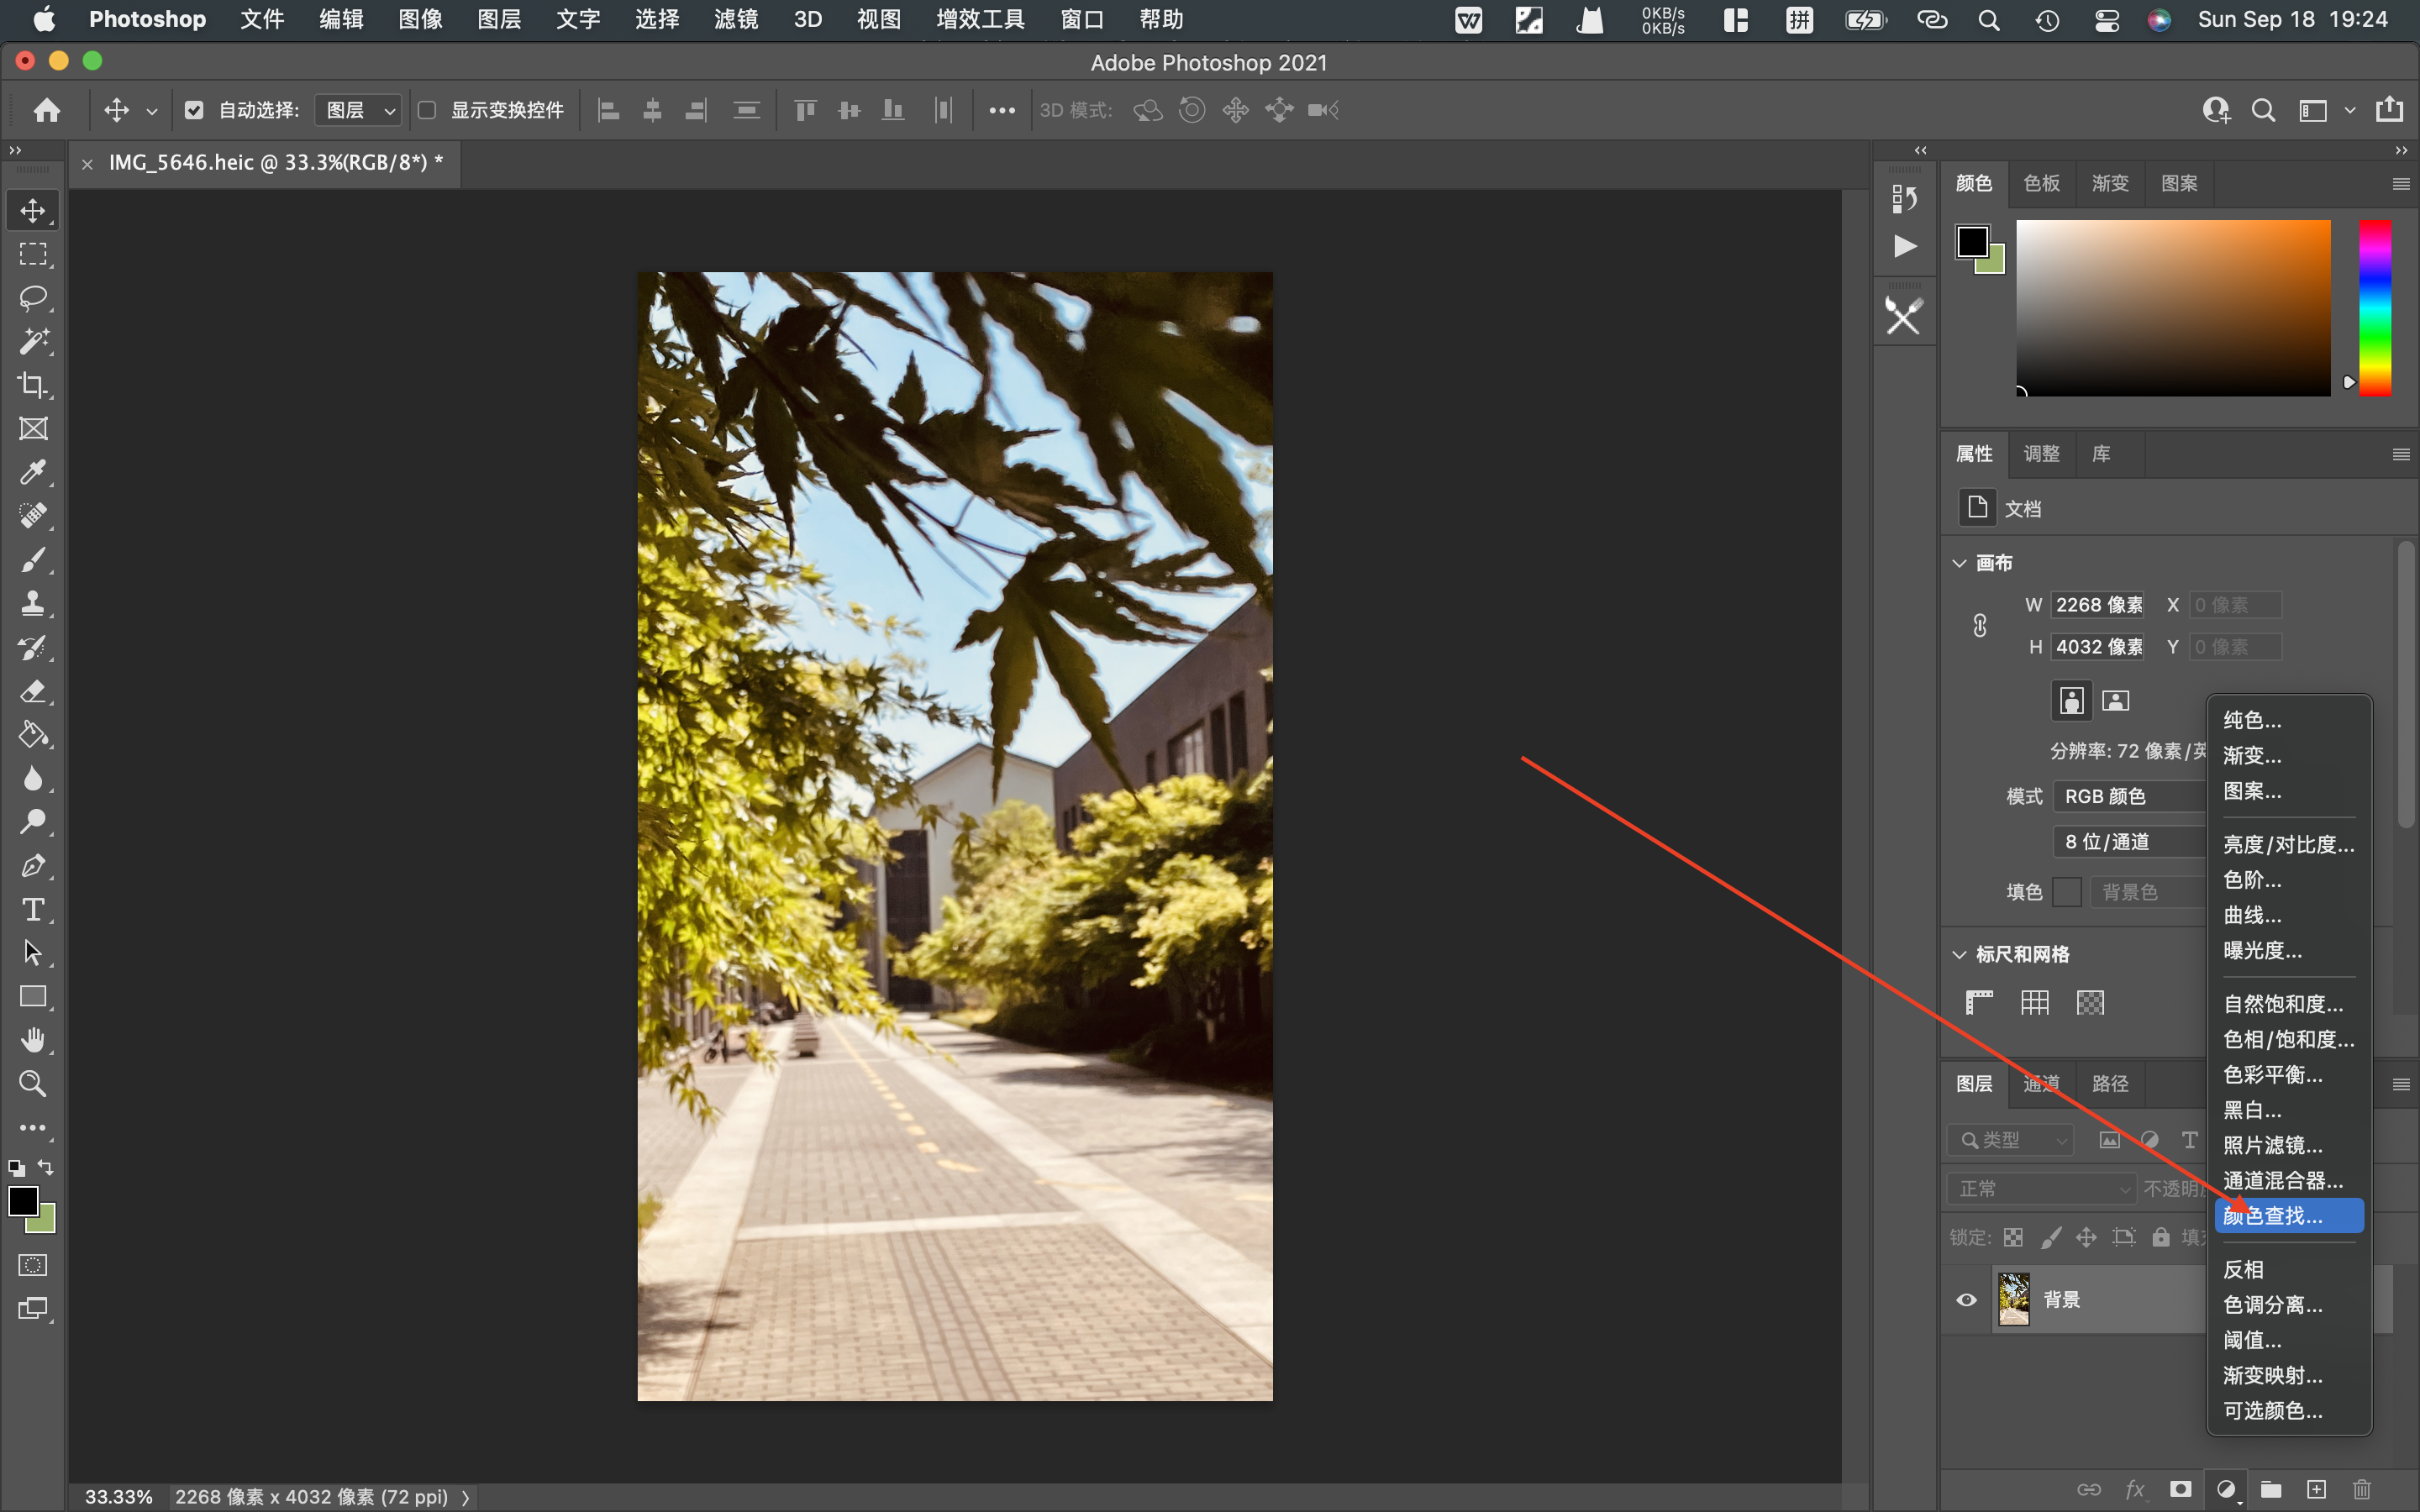 Photoshop 文件 编辑 图像 图层 文字 选择 滤镜 3D 视图 增效工具 窗口 帮助 0KB/s 0KB/s 拼 Sun Sep 18 19:24
Adobe Photoshop 2021
自动选择: 图层 显示变换控件 3D 模式:
IMG_5646.heic @ 33.3%(RGB/8*) *
颜色 色板 渐变 图案
属性 调整 库
文档
画布
W 2268 像素 X 0 像素
H 4032 像素 Y 0 像素
分辨率: 72 像素/英
模式 RGB 颜色
8 位/通道
填色 背景色
标尺和网格
图层 通道 路径
类型
正常 不透明
锁定:
背景
纯色...
渐变...
图案...
亮度/对比度...
色阶...
曲线...
曝光度...
自然饱和度...
色相/饱和度...
色彩平衡...
黑白...
照片滤镜...
通道混合器...
颜色查找...
反相
色调分离...
阈值...
渐变映射...
可选颜色...
fx
33.33% 2268 像素 x 4032 像素 (72 ppi)